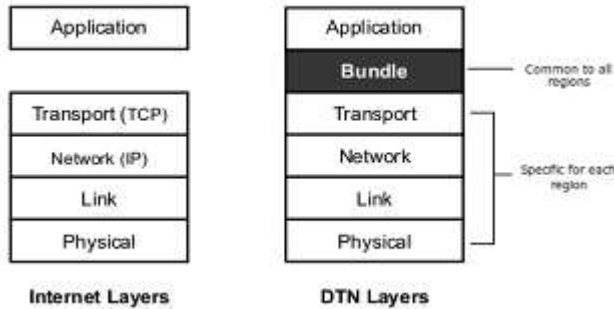 Application
Transport (TCP)
Network (IP)
Link
Physical
Internet Layers
Application
Bundle
Transport
Network
Link
Physical
DTN Layers
Common to all
regions
Specific for each
region